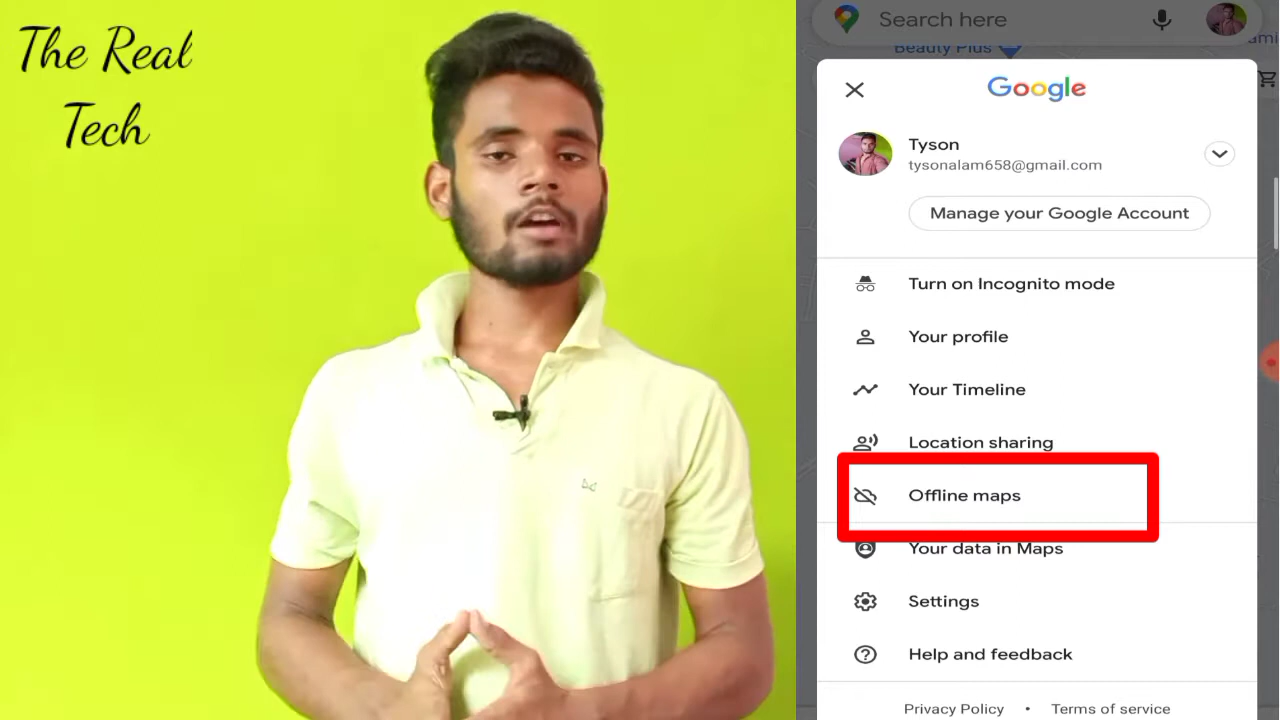 The Real
Tech
Search here
Beauty Plus
Google
Tyson
tysonalam658@gmail.com
Manage your Google Account
Turn on Incognito mode
Your profile
Your Timeline
Location sharing
Offline maps
Your data in Maps
Settings
Help and feedback
Privacy Policy • Terms of service